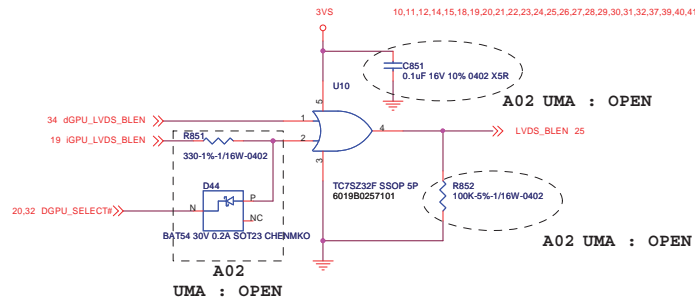 3VS
10,11,12,14,15,18,19,20,21,22,23,24,25,26,27,28,29,30,31,32,37,39,40,41
C851
0.1uF 16V 10% 0402 X5R
U10
A02 UMA : OPEN
5
34 dGPU_LVDS_BLEN
1
4
LVDS_BLEN 25
19 iGPU_LVDS_BLEN
R851
2
330-1%-1/16W-0402
3
TC7SZ32F SSOP 5P
6019B0257101
R852
100K-5%-1/16W-0402
D44
P
20,32 DGPU_SELECT#
N
NC
BAT54 30V 0.2A SOT23 CHENMKO
A02 UMA : OPEN
A02
UMA : OPEN